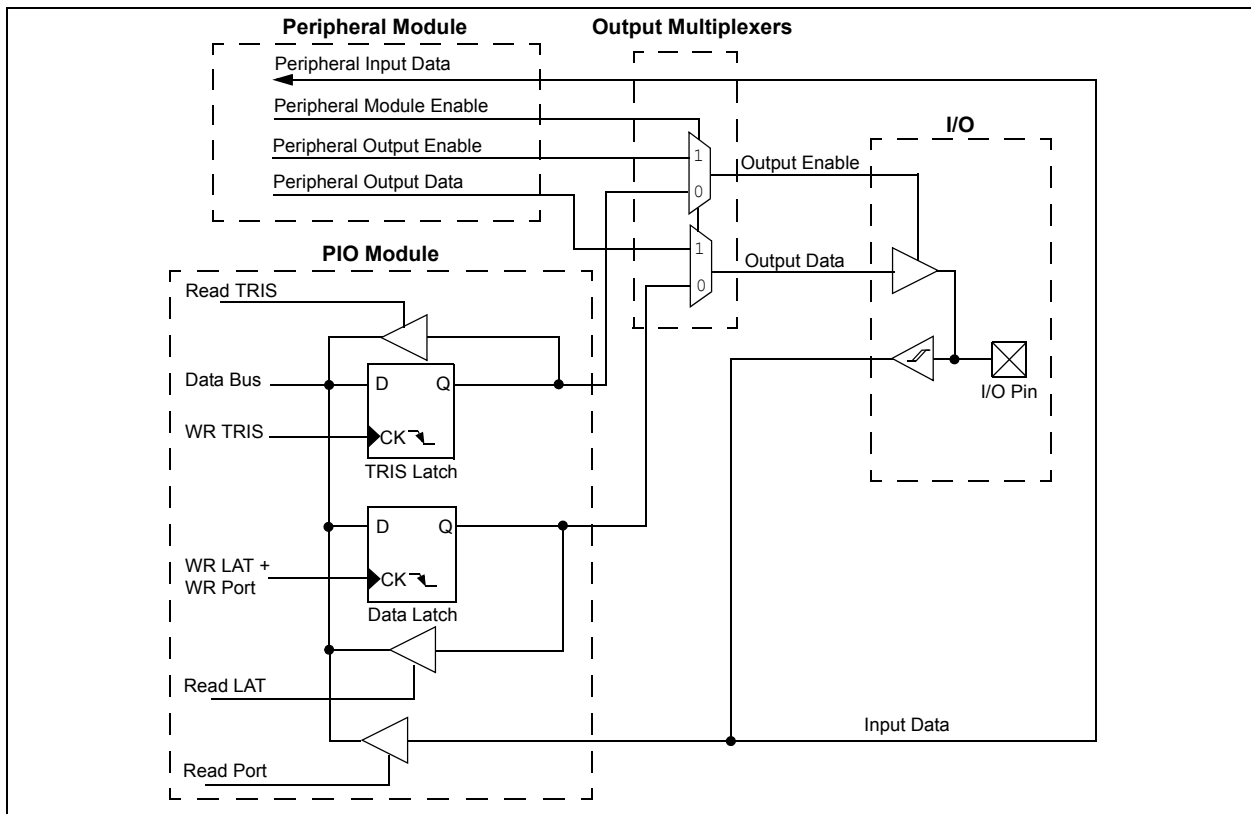 Peripheral Module
Output Multiplexers
Peripheral Input Data
Peripheral Module Enable
Peripheral Output Enable
Peripheral Output Data
1
0
1
0
Output Enable
Output Data
I/O
I/O Pin
PIO Module
Read TRIS
Data Bus
D
Q
WR TRIS
CK
TRIS Latch
D
Q
WR LAT +
WR Port
CK
Data Latch
Read LAT
Read Port
Input Data